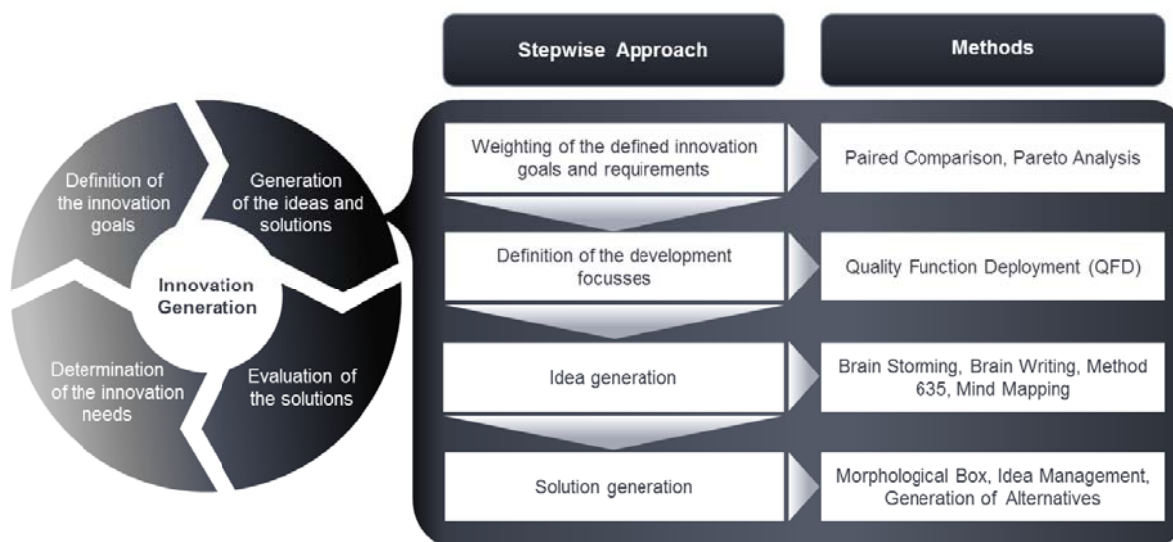 Stepwise Approach
Methods
Definition of
the innovation
goals
Generation
of the ideas and
solutions
Innovation
Generation
Determination
of the innovation
needs
Evaluation of
the solutions
Weighting of the defined innovation
goals and requirements
Paired Comparison, Pareto Analysis
Definition of the development
focusses
Quality Function Deployment (QFD)
Idea generation
Brain Storming, Brain Writing, Method
635, Mind Mapping
Solution generation
Morphological Box, Idea Management,
Generation of Alternatives